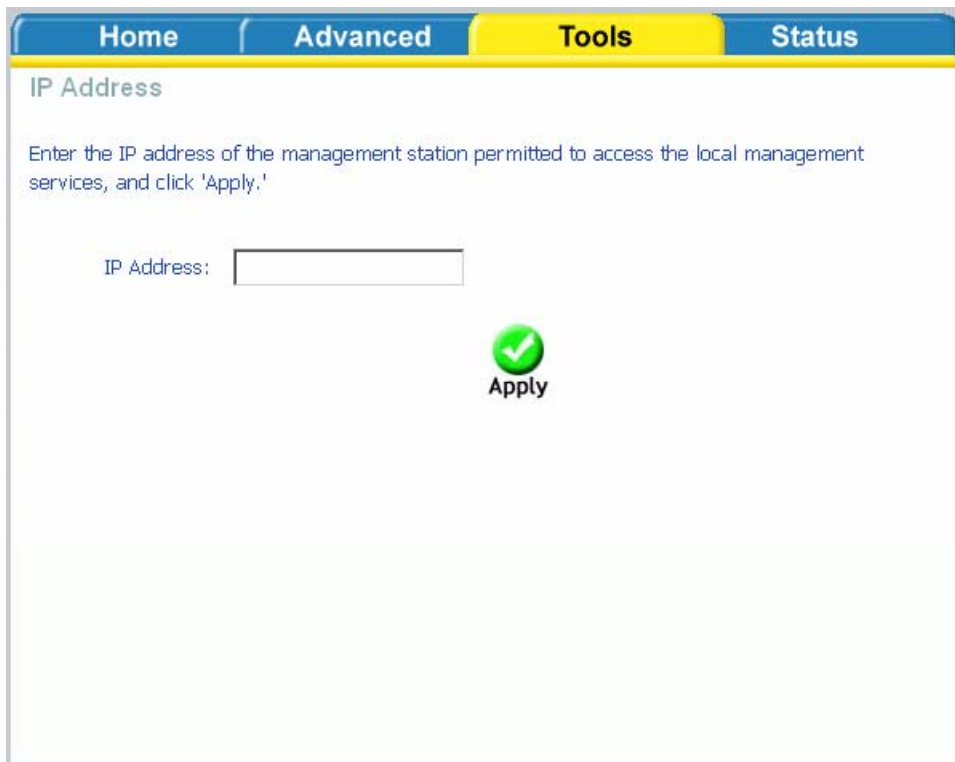 Home Advanced Tools Status
IP Address
Enter the IP address of the management station permitted to access the local management
services, and click 'Apply.'
IP Address:
Apply